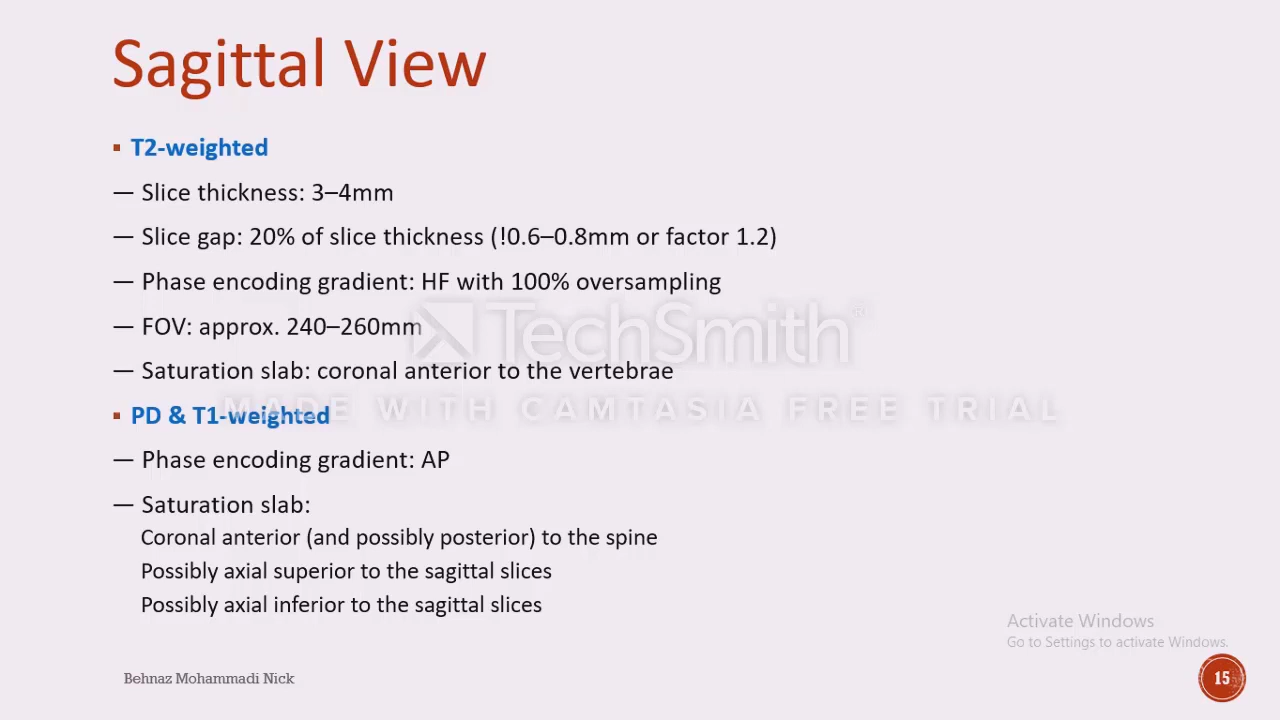 Sagittal View
▪ T2-weighted
— Slice thickness: 3–4mm
— Slice gap: 20% of slice thickness (!0.6–0.8mm or factor 1.2)
— Phase encoding gradient: HF with 100% oversampling
— FOV: approx. 240–260mm
TechSmith®
— Saturation slab: coronal anterior to the vertebrae
MADE WITH CAMTASIA FREE TRIAL
▪ PD & T1-weighted
— Phase encoding gradient: AP
— Saturation slab:
Coronal anterior (and possibly posterior) to the spine
Possibly axial superior to the sagittal slices
Possibly axial inferior to the sagittal slices
Activate Windows
Go to Settings to activate Windows.
Behnaz Mohammadi Nick
15